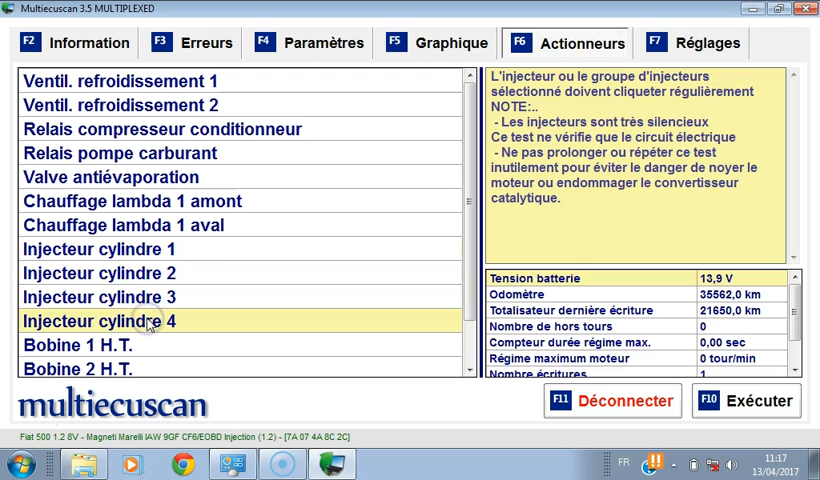 Multiecuscan 3.5 MULTIPLEXED
F2 Information F3 Erreurs F4 Paramètres F5 Graphique F6 Actionneurs F7 Réglages
Ventil. refroidissement 1
Ventil. refroidissement 2
Relais compresseur conditionneur
Relais pompe carburant
Valve antiévaporation
Chauffage lambda 1 amont
Chauffage lambda 1 aval
Injecteur cylindre 1
Injecteur cylindre 2
Injecteur cylindre 3
Injecteur cylindre 4
Bobine 1 H.T.
Bobine 2 H.T.
L'injecteur ou le groupe d'injecteurs
sélectionné doivent cliqueter régulièrement
NOTE:..
- Les injecteurs sont très silencieux
Ce test ne vérifie que le circuit électrique
- Ne pas prolonger ou répéter ce test
inutilement pour éviter le danger de noyer le
moteur ou endommager le convertisseur
catalytique.
Tension batterie 13,9 V
Odomètre 35562,0 km
Totalisateur dernière écriture 21650,0 km
Nombre de hors tours 0
Compteur durée régime max. 0,00 sec
Régime maximum moteur 0 tour/min
Nombre écritures 1
multiecuscan
F11 Déconnecter F10 Exécuter
Fiat 500 1.2 8V - Magneti Marelli IAW 9GF CF6/EOBD Injection (1.2) - [7A 07 4A 8C 2C]
FR
11:17
13/04/2017